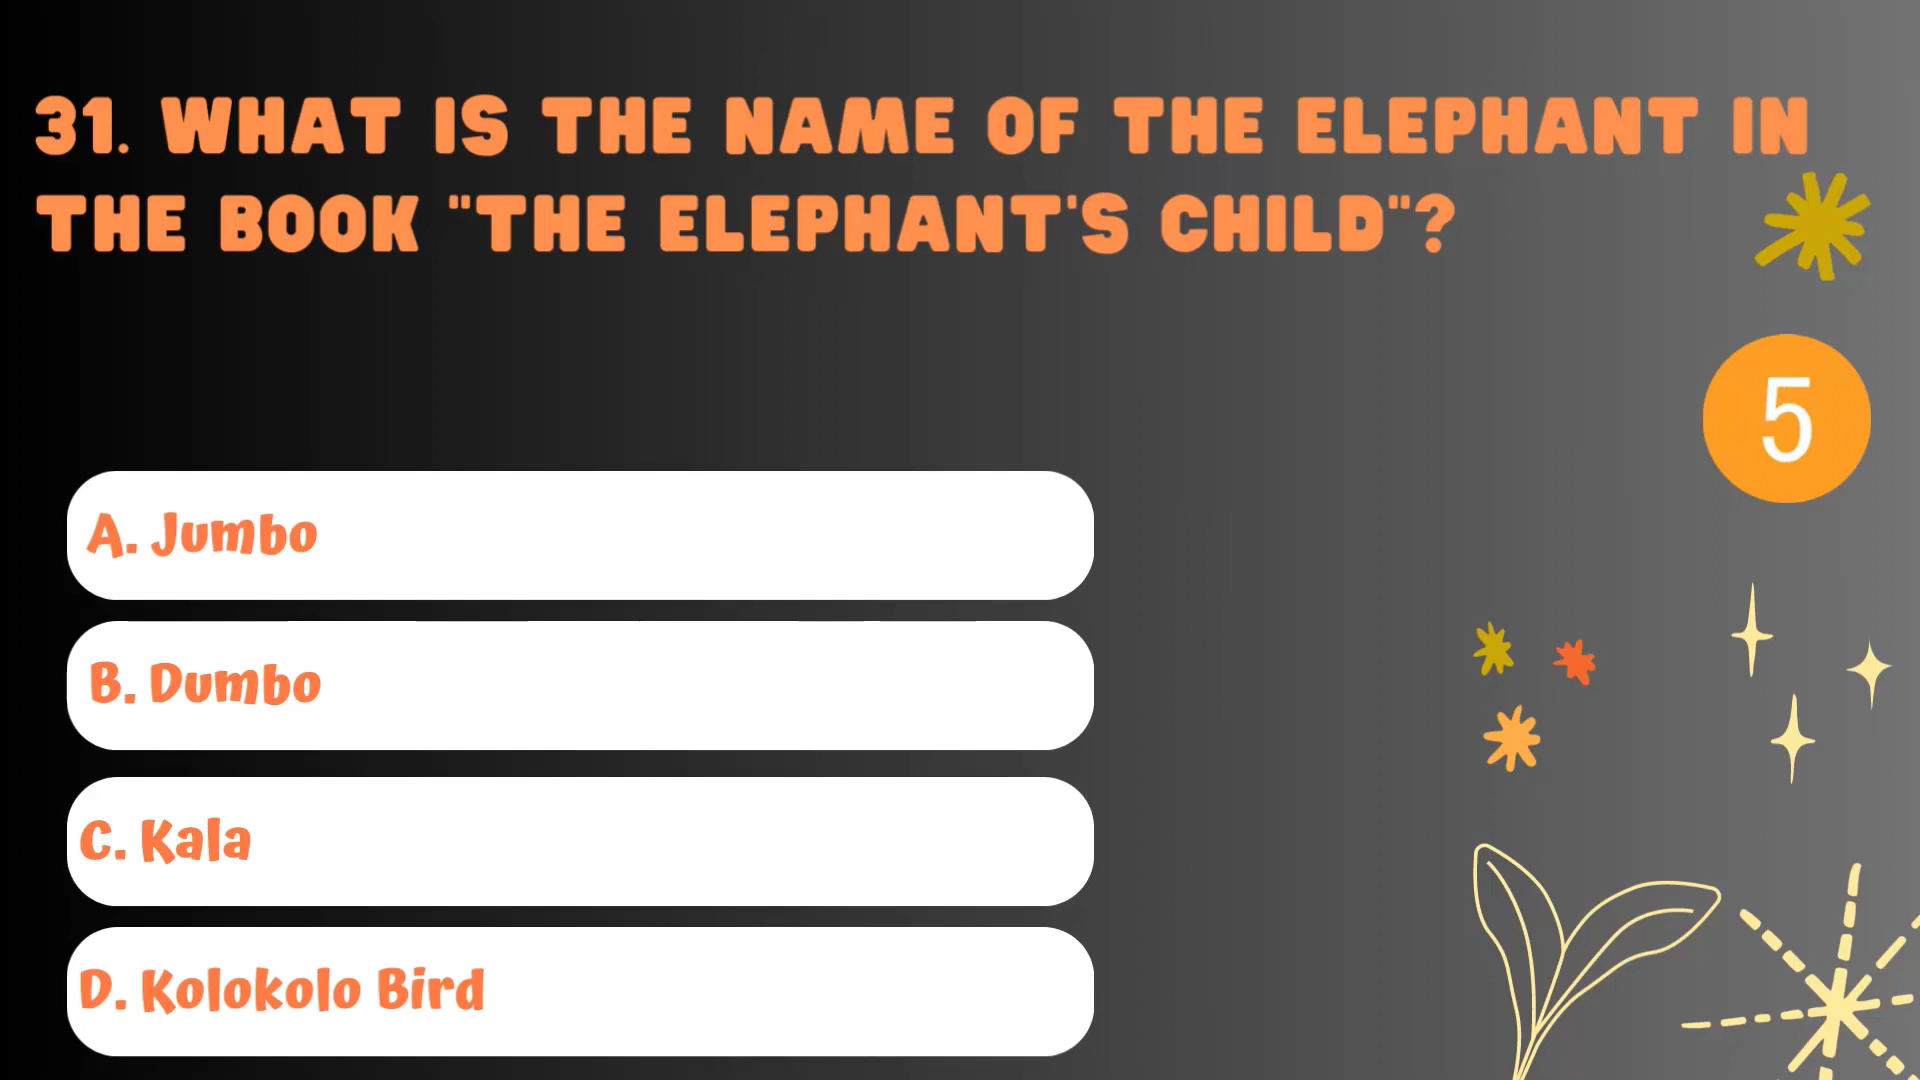 31. WHAT IS THE NAME OF THE ELEPHANT IN
THE BOOK "THE ELEPHANT'S CHILD"?
5
A. Jumbo
B. Dumbo
C. Kala
D. Kolokolo Bird